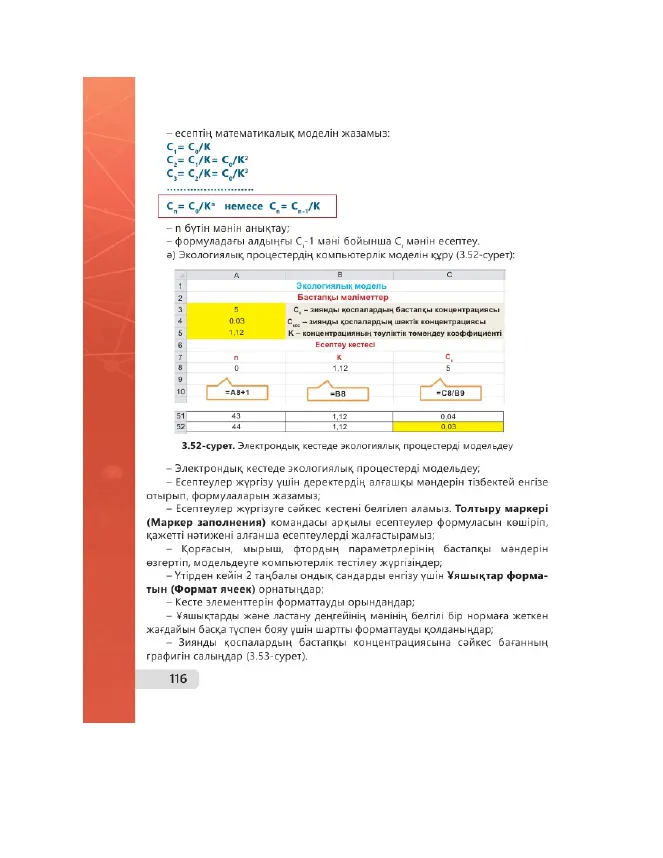 – есептің математикалық моделін жазамыз:
C₁= C₀/K
C₂= C₁/K= C₀/K²
C₃= C₂/K= C₀/K³
..........................
Cₙ= C₀/Kⁿ немесе Cₙ= Cₙ₋₁/K
– n бүтін мәнін анықтау;
– формуладағы алдыңғы Cᵢ-1 мәні бойынша Cᵢ мәнін есептеу.
ә) Экологиялық процестердің компьютерлік моделін құру (3.52-сурет):
A B C
1 Экологиялық модель
2 Бастапқы мәліметтер
3 5 C₀ – зиянды қоспалардың бастапқы концентрациясы
4 0.03 – зиянды қоспалардың шектік концентрациясы
5 1,12 K – концентрацияның тәуліктік төмендеу коэффициенті
6 Есептеу кестесі
7 n K
8 0 1,12 5
9
10 =A8+1 =B8 =C8/B9
51 43 1,12 0,04
52 44 1,12 0,03
3.52-сурет. Электрондық кестеде экологиялық процестерді модельдеу
– Электрондық кестеде экологиялық процестерді модельдеу;
– Есептеулер жүргізу үшін деректердің алғашқы мәндерін тізбектей енгізе
отырып, формулаларын жазамыз;
– Есептеулер жүргізуге сәйкес кестені белгілеп аламыз. Толтыру маркері
(Маркер заполнения) командасы арқылы есептеулер формуласын көшіріп,
қажетті нәтижені алғанша есептеулерді жалғастырамыз;
– Қорғасын, мырыш, фтордың параметрлерінің бастапқы мәндерін
өзгертіп, модельдеуге компьютерлік тестілеу жүргізіңдер;
– Үтірден кейін 2 таңбалы ондық сандарды енгізу үшін Ұяшықтар форма-
тын (Формат ячеек) орнатыңдар;
– Кесте элементтерін форматтауды орындаңдар;
– Ұяшықтарды және ластану деңгейінің мәнінің белгілі бір нормаға жеткен
жағдайын басқа түспен бояу үшін шартты форматтауды қолданыңдар;
– Зиянды қоспалардың бастапқы концентрациясына сәйкес бағанның
графигін салыңдар (3.53-сурет).
116